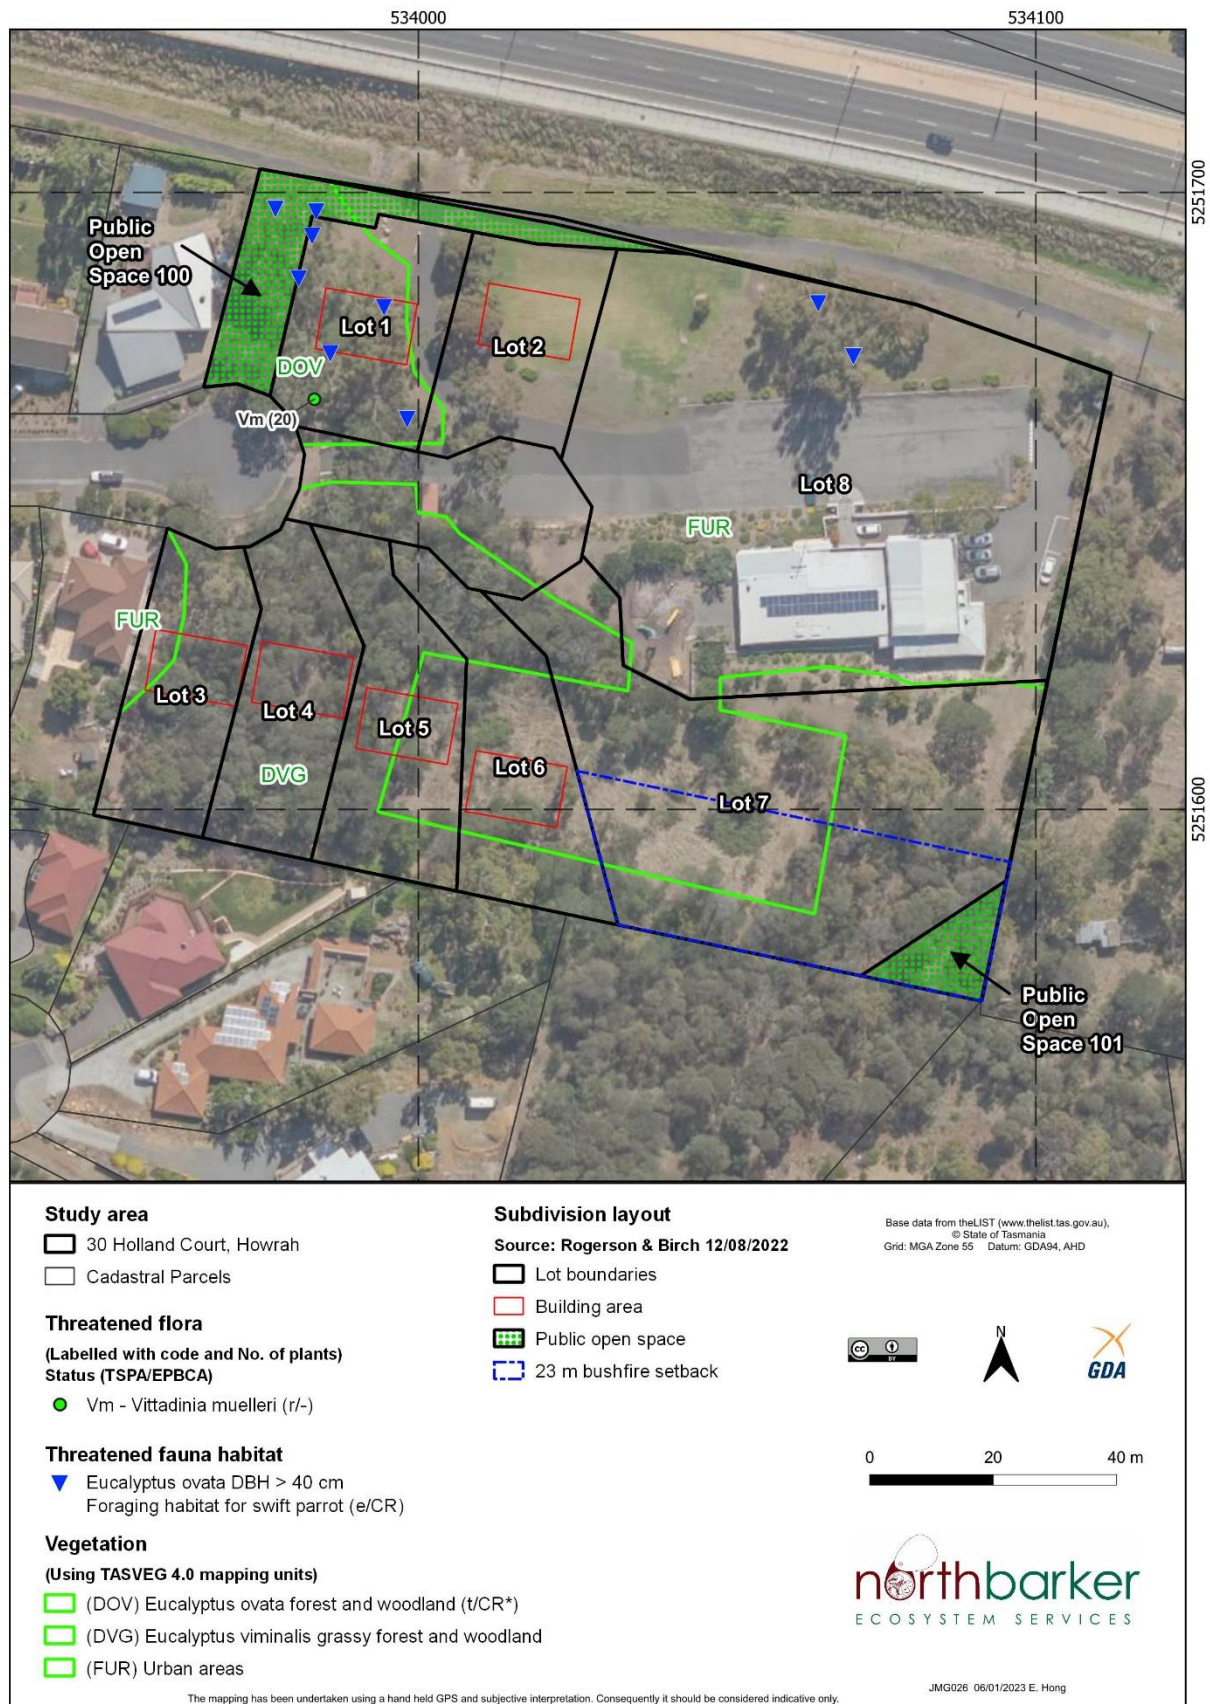 534000
534100
5251700
Public
Open
Space 100
Lot 1
Lot 2
DOV
Vm (20)
Lot 8
FUR
FUR
Lot 3
Lot 4
Lot 5
DVG
Lot 6
Lot 7
5251600
Public
Open
Space 101
Study area
30 Holland Court, Howrah
Cadastral Parcels
Threatened flora
(Labelled with code and No. of plants)
Status (TSPA/EPBCA)
Vm - Vittadinia muelleri (r/-)
Threatened fauna habitat
Eucalyptus ovata DBH > 40 cm
Foraging habitat for swift parrot (e/CR)
Vegetation
(Using TASVEG 4.0 mapping units)
(DOV) Eucalyptus ovata forest and woodland (t/CR*)
(DVG) Eucalyptus viminalis grassy forest and woodland
(FUR) Urban areas
Subdivision layout
Source: Rogerson & Birch 12/08/2022
Lot boundaries
Building area
Public open space
23 m bushfire setback
Base data from theLIST (www.thelist.tas.gov.au),
© State of Tasmania
Grid: MGA Zone 55 Datum: GDA94, AHD
cc BY
N
GDA
0 20 40 m
northbarker
ECOSYSTEM SERVICES
JMG026 06/01/2023 E. Hong
The mapping has been undertaken using a hand held GPS and subjective interpretation. Consequently it should be considered indicative only.